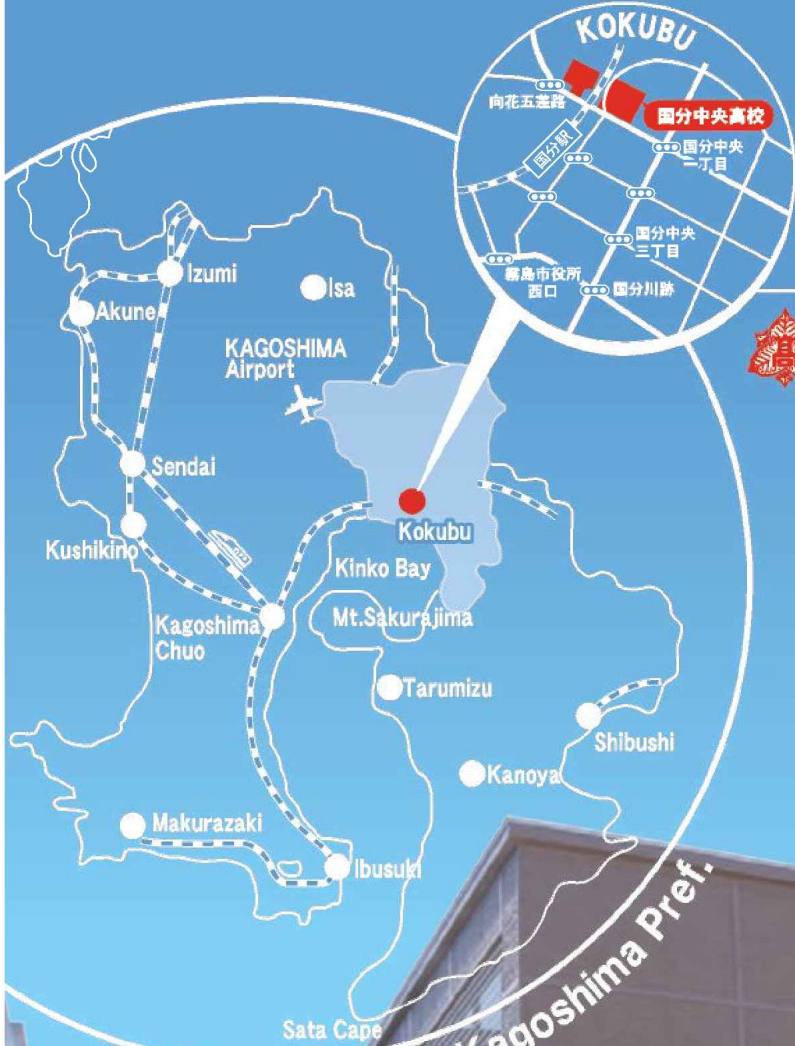 KOKUBU
向花五差路
国分中央高校
国分駅
国分中央
一丁目
国分中央
三丁目
霧島市役所
西口
国分川跡
高
Izumi
Isa
Akune
KAGOSHIMA
Airport
Sendai
Kushikino
Kokubu
Kinko Bay
Kagoshima
Chuo
Mt.Sakurajima
Tarumizu
Shibushi
Kanoya
Makurazaki
Ibusuki
Sata Cape
Kagoshima Pref.